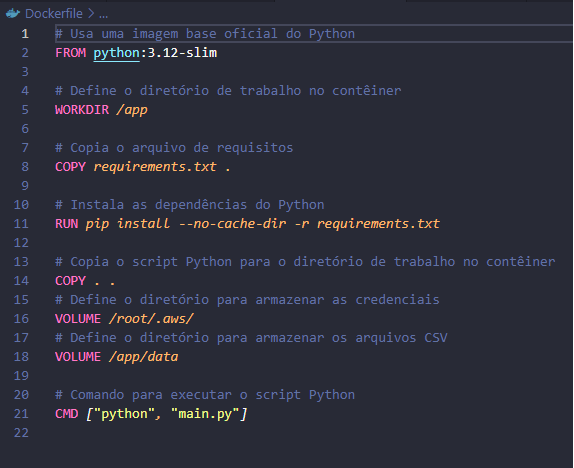 Dockerfile > ...
1 # Usa uma imagem base oficial do Python
2 FROM python:3.12-slim
3
4 # Define o diretório de trabalho no contêiner
5 WORKDIR /app
6
7 # Copia o arquivo de requisitos
8 COPY requirements.txt .
9
10 # Instala as dependências do Python
11 RUN pip install --no-cache-dir -r requirements.txt
12
13 # Copia o script Python para o diretório de trabalho no contêiner
14 COPY . .
15 # Define o diretório para armazenar as credenciais
16 VOLUME /root/.aws/
17 # Define o diretório para armazenar os arquivos CSV
18 VOLUME /app/data
19
20 # Comando para executar o script Python
21 CMD ["python", "main.py"]
22